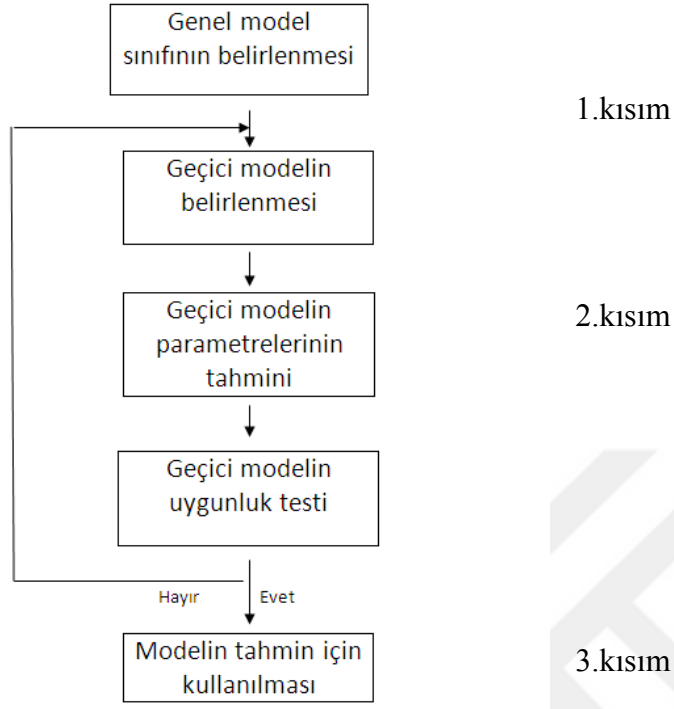 Genel model
sınıfının belirlenmesi
1.kısım
Geçici modelin
belirlenmesi
Geçici modelin
parametrelerinin
tahmini
2.kısım
Geçici modelin
uygunluk testi
Hayır
Evet
Modelin tahmin için
kullanılması
3.kısım